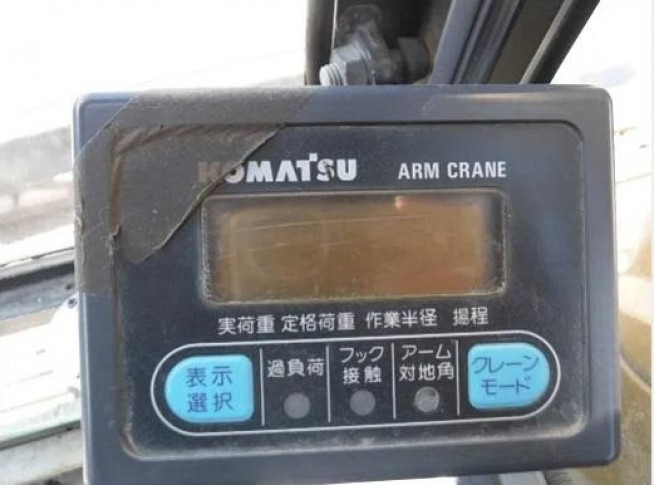 KOMATSU ARM CRANE
実荷重 定格荷重 作業半径 揚程
表示
選択
過負荷
フック
接触
アーム
対地角
クレーン
モード